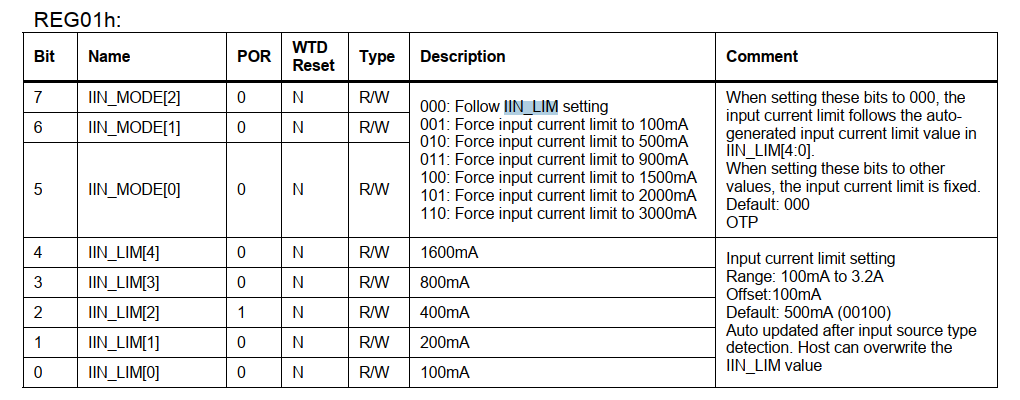 REG01h:
Bit Name POR WTD Reset Type Description Comment
7 IIN_MODE[2] 0 N R/W
6 IIN_MODE[1] 0 N R/W
5 IIN_MODE[0] 0 N R/W
000: Follow IIN_LIM setting
001: Force input current limit to 100mA
010: Force input current limit to 500mA
011: Force input current limit to 900mA
100: Force input current limit to 1500mA
101: Force input current limit to 2000mA
110: Force input current limit to 3000mA
When setting these bits to 000, the
input current limit follows the auto-
generated input current limit value in
IIN_LIM[4:0].
When setting these bits to other
values, the input current limit is fixed.
Default: 000
OTP
4 IIN_LIM[4] 0 N R/W 1600mA
3 IIN_LIM[3] 0 N R/W 800mA
2 IIN_LIM[2] 1 N R/W 400mA
1 IIN_LIM[1] 0 N R/W 200mA
0 IIN_LIM[0] 0 N R/W 100mA
Input current limit setting
Range: 100mA to 3.2A
Offset:100mA
Default: 500mA (00100)
Auto updated after input source type
detection. Host can overwrite the
IIN_LIM value